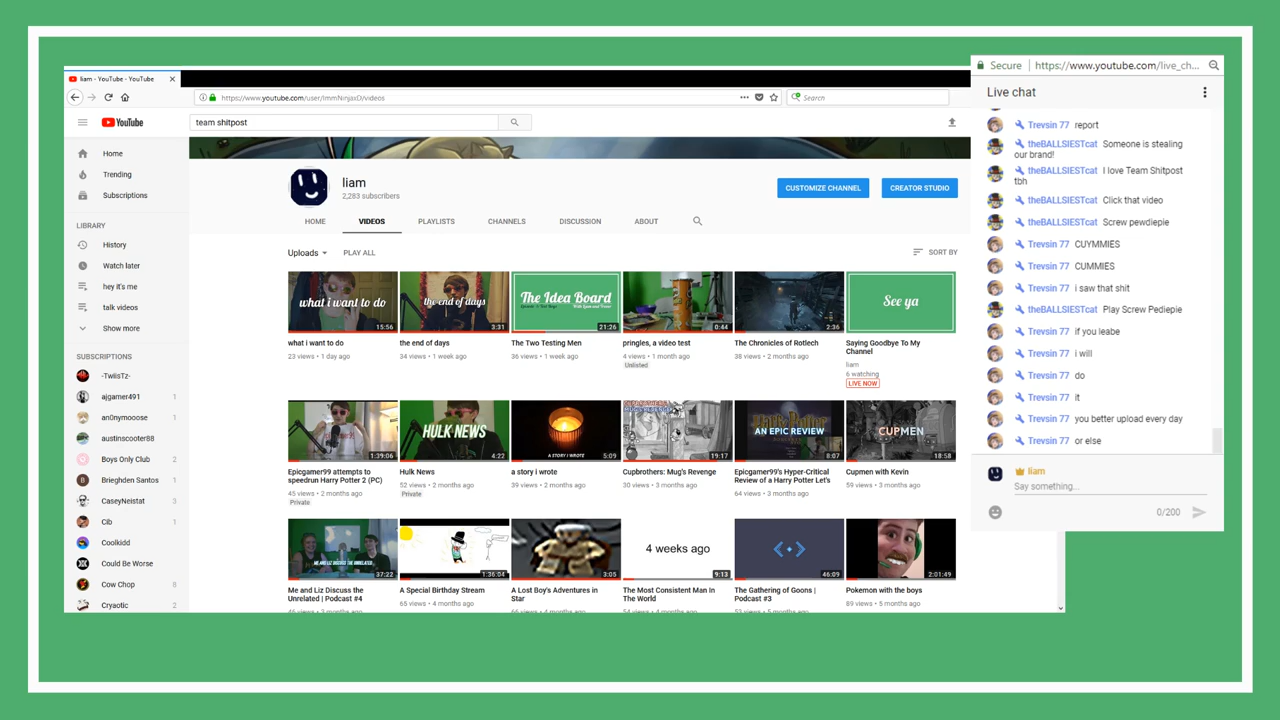 liam - YouTube - YouTube
https://www.youtube.com/user/ImmNinjaxD/videos
Search
YouTube
team shitpost
Home
Trending
Subscriptions
LIBRARY
History
Watch later
hey it's me
talk videos
Show more
SUBSCRIPTIONS
-TwiisTz-
ajgamer491 1
an0nymooose 1
austinscooter88
Boys Only Club 2
Brieghden Santos 1
CaseyNeistat
Cib 1
Coolkidd
Could Be Worse
Cow Chop 8
Cryaotic 2
liam
2,283 subscribers
CUSTOMIZE CHANNEL
CREATOR STUDIO
HOME
VIDEOS
PLAYLISTS
CHANNELS
DISCUSSION
ABOUT
Uploads
PLAY ALL
SORT BY
what i want to do
15:56
what i want to do
23 views • 1 day ago
the end of days
3:31
the end of days
34 views • 1 week ago
The Idea Board
21:26
The Two Testing Men
36 views • 1 week ago
0:44
pringles, a video test
4 views • 1 month ago
Unlisted
2:36
The Chronicles of Rotlech
38 views • 2 months ago
See ya
Saying Goodbye To My
Channel
liam
6 watching
LIVE NOW
1:39:06
Epicgamer99 attempts to
speedrun Harry Potter 2 (PC)
45 views • 2 months ago
Private
HULK NEWS
4:22
Hulk News
52 views • 2 months ago
Private
A STORY I WROTE
5:09
a story i wrote
39 views • 2 months ago
19:17
Cupbrothers: Mug's Revenge
30 views • 3 months ago
AN EPIC REVIEW
8:07
Epicgamer99's Hyper-Critical
Review of a Harry Potter Let's
64 views • 3 months ago
CUPMEN
18:58
Cupmen with Kevin
59 views • 3 months ago
ME AND LIZ DISCUSS THE UNRELATED
37:22
Me and Liz Discuss the
Unrelated | Podcast #4
1:36:04
A Special Birthday Stream
65 views • 4 months ago
3:05
A Lost Boy's Adventures in
Star
4 weeks ago
9:13
The Most Consistent Man In
The World
46:09
The Gathering of Goons |
Podcast #3
2:01:49
Pokemon with the boys
89 views • 5 months ago
Secure
https://www.youtube.com/live_ch...
Live chat
Trevsin 77 report
theBALLSIESTcat Someone is stealing
our brand!
theBALLSIESTcat I love Team Shitpost
tbh
theBALLSIESTcat Click that video
theBALLSIESTcat Screw pewdiepie
Trevsin 77 CUYMMIES
Trevsin 77 CUMMIES
Trevsin 77 i saw that shit
theBALLSIESTcat Play Screw Pediepie
Trevsin 77 if you leabe
Trevsin 77 i will
Trevsin 77 do
Trevsin 77 it
Trevsin 77 you better upload every day
Trevsin 77 or else
liam
Say something...
0/200